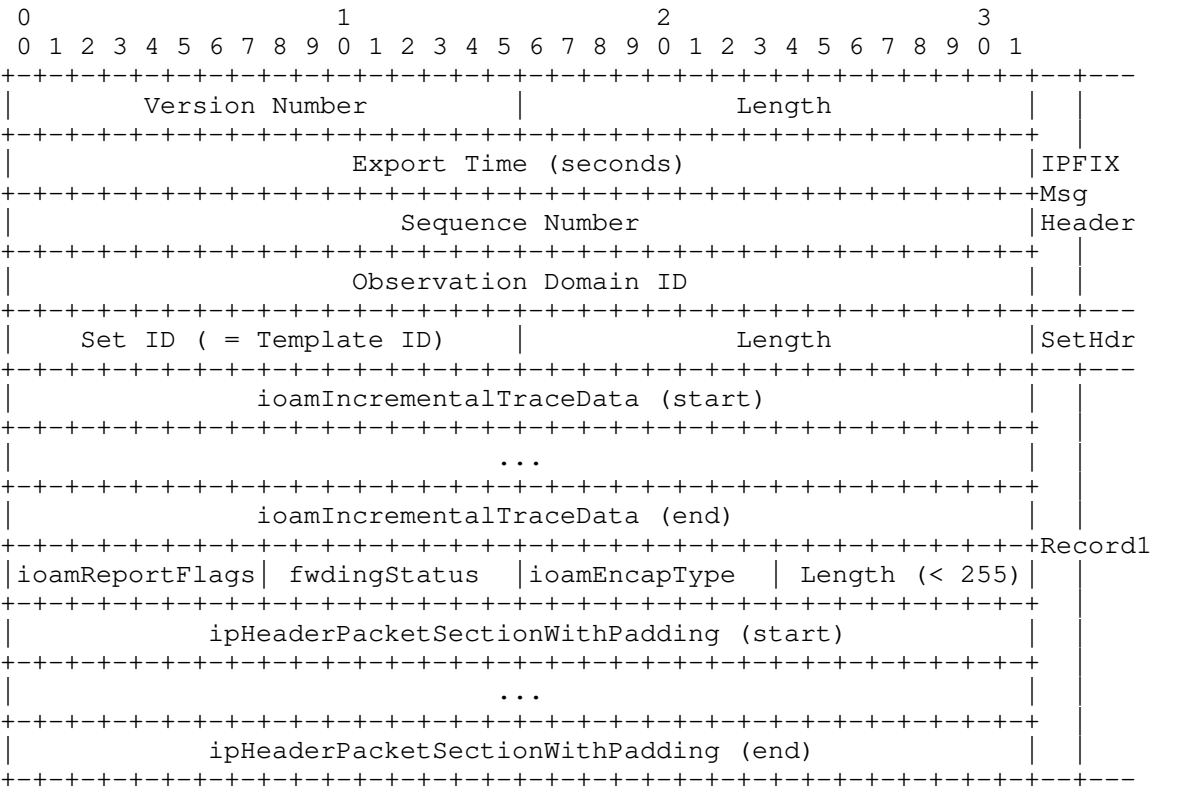 0                   1                   2                   3
 0 1 2 3 4 5 6 7 8 9 0 1 2 3 4 5 6 7 8 9 0 1 2 3 4 5 6 7 8 9 0 1
+-+-+-+-+-+-+-+-+-+-+-+-+-+-+-+-+-+-+-+-+-+-+-+-+-+-+-+-+-+-+-+-+--+---
|        Version Number         |             Length            |  |
+-+-+-+-+-+-+-+-+-+-+-+-+-+-+-+-+-+-+-+-+-+-+-+-+-+-+-+-+-+-+-+-+  |
|                     Export Time (seconds)                     |IPFIX
+-+-+-+-+-+-+-+-+-+-+-+-+-+-+-+-+-+-+-+-+-+-+-+-+-+-+-+-+-+-+-+-+Msg
|                        Sequence Number                        |Header
+-+-+-+-+-+-+-+-+-+-+-+-+-+-+-+-+-+-+-+-+-+-+-+-+-+-+-+-+-+-+-+-+  |
|                     Observation Domain ID                     |  |
+-+-+-+-+-+-+-+-+-+-+-+-+-+-+-+-+-+-+-+-+-+-+-+-+-+-+-+-+-+-+-+-+--+---
|    Set ID ( = Template ID)    |             Length            |SetHdr
+-+-+-+-+-+-+-+-+-+-+-+-+-+-+-+-+-+-+-+-+-+-+-+-+-+-+-+-+-+-+-+-+--+---
|               ioamIncrementalTraceData (start)                |  |
+-+-+-+-+-+-+-+-+-+-+-+-+-+-+-+-+-+-+-+-+-+-+-+-+-+-+-+-+-+-+-+-+  |
|                              ...                              |  |
+-+-+-+-+-+-+-+-+-+-+-+-+-+-+-+-+-+-+-+-+-+-+-+-+-+-+-+-+-+-+-+-+  |
|               ioamIncrementalTraceData (end)                  |  |
+-+-+-+-+-+-+-+-+-+-+-+-+-+-+-+-+-+-+-+-+-+-+-+-+-+-+-+-+-+-+-+-+Record1
|ioamReportFlags| fwdingStatus  |ioamEncapType  | Length (< 255)|  |
+-+-+-+-+-+-+-+-+-+-+-+-+-+-+-+-+-+-+-+-+-+-+-+-+-+-+-+-+-+-+-+-+  |
|            ipHeaderPacketSectionWithPadding (start)           |  |
+-+-+-+-+-+-+-+-+-+-+-+-+-+-+-+-+-+-+-+-+-+-+-+-+-+-+-+-+-+-+-+-+  |
|                              ...                              |  |
+-+-+-+-+-+-+-+-+-+-+-+-+-+-+-+-+-+-+-+-+-+-+-+-+-+-+-+-+-+-+-+-+  |
|            ipHeaderPacketSectionWithPadding (end)             |  |
+-+-+-+-+-+-+-+-+-+-+-+-+-+-+-+-+-+-+-+-+-+-+-+-+-+-+-+-+-+-+-+-+--+---